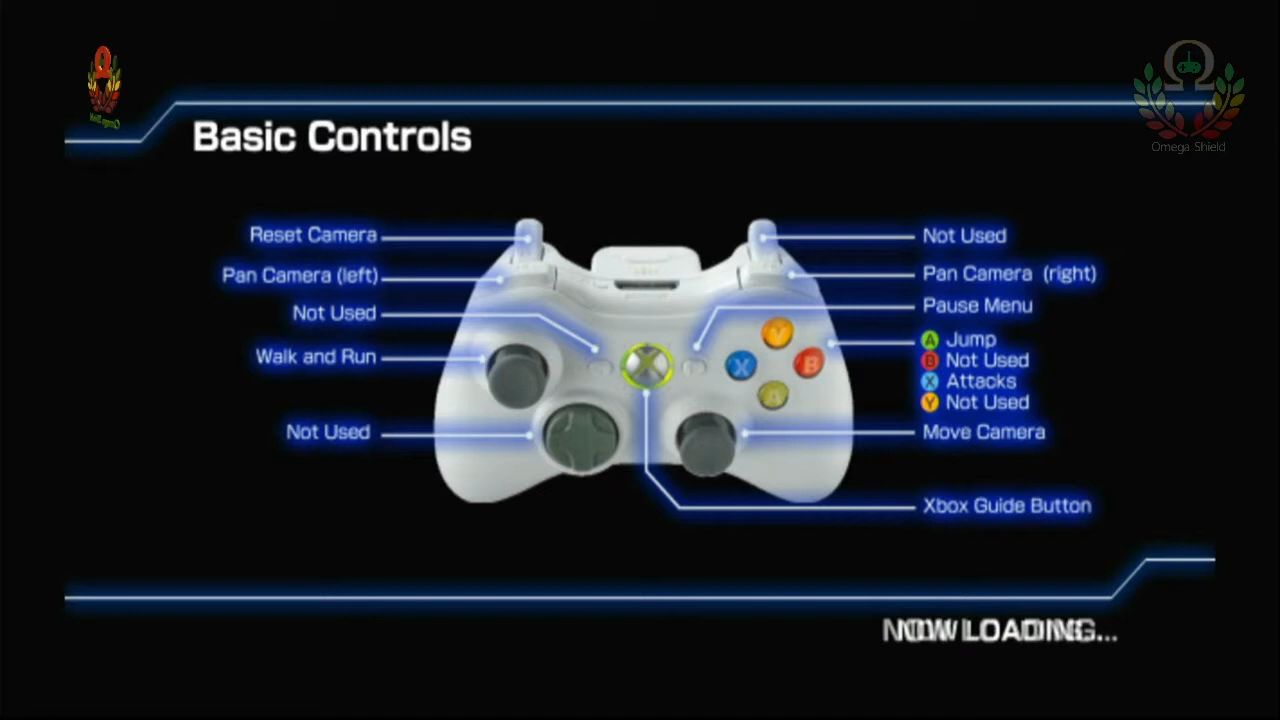 Omega Shield
Basic Controls
Reset Camera
Pan Camera (left)
Not Used
Walk and Run
Not Used
Not Used
Pan Camera (right)
Pause Menu
A Jump
B Not Used
X Attacks
Y Not Used
Move Camera
Xbox Guide Button
Y
X
B
A
NOW LOADING...